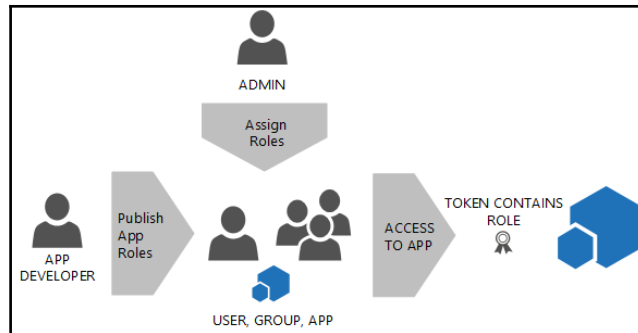 ADMIN
Assign
Roles
APP
DEVELOPER
Publish
App
Roles
USER, GROUP, APP
ACCESS
TO APP
TOKEN CONTAINS
ROLE